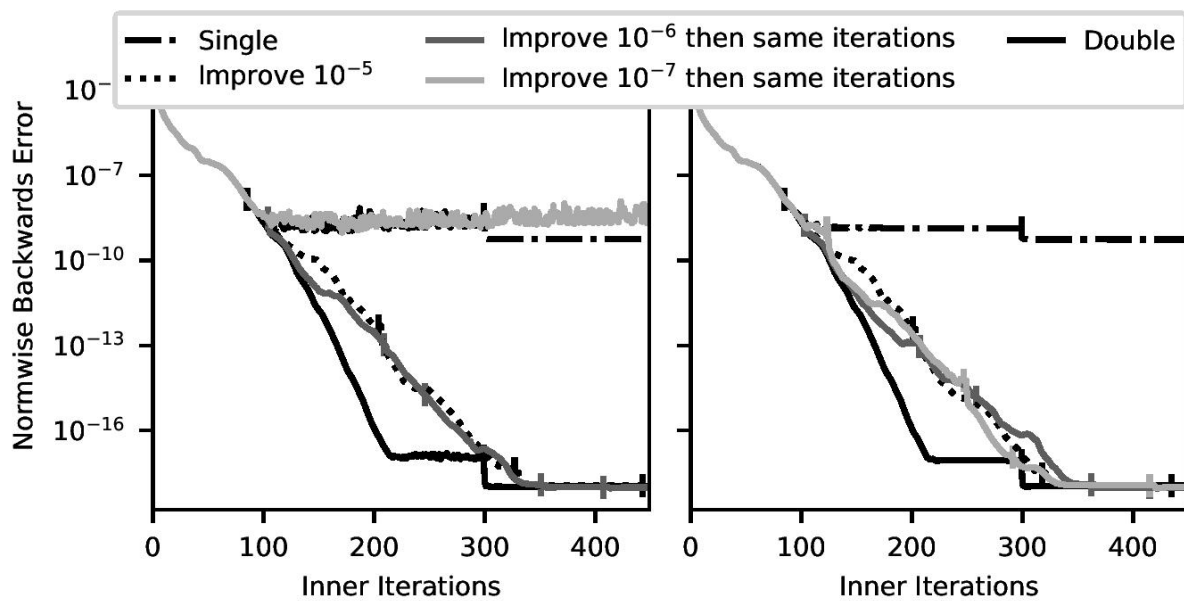 Single
Improve 10⁻⁵
Improve 10⁻⁶ then same iterations
Improve 10⁻⁷ then same iterations
Double
Normwise Backwards Error
10⁻⁷
10⁻¹⁰
10⁻¹³
10⁻¹⁶
0 100 200 300 400
Inner Iterations
0 100 200 300 400
Inner Iterations